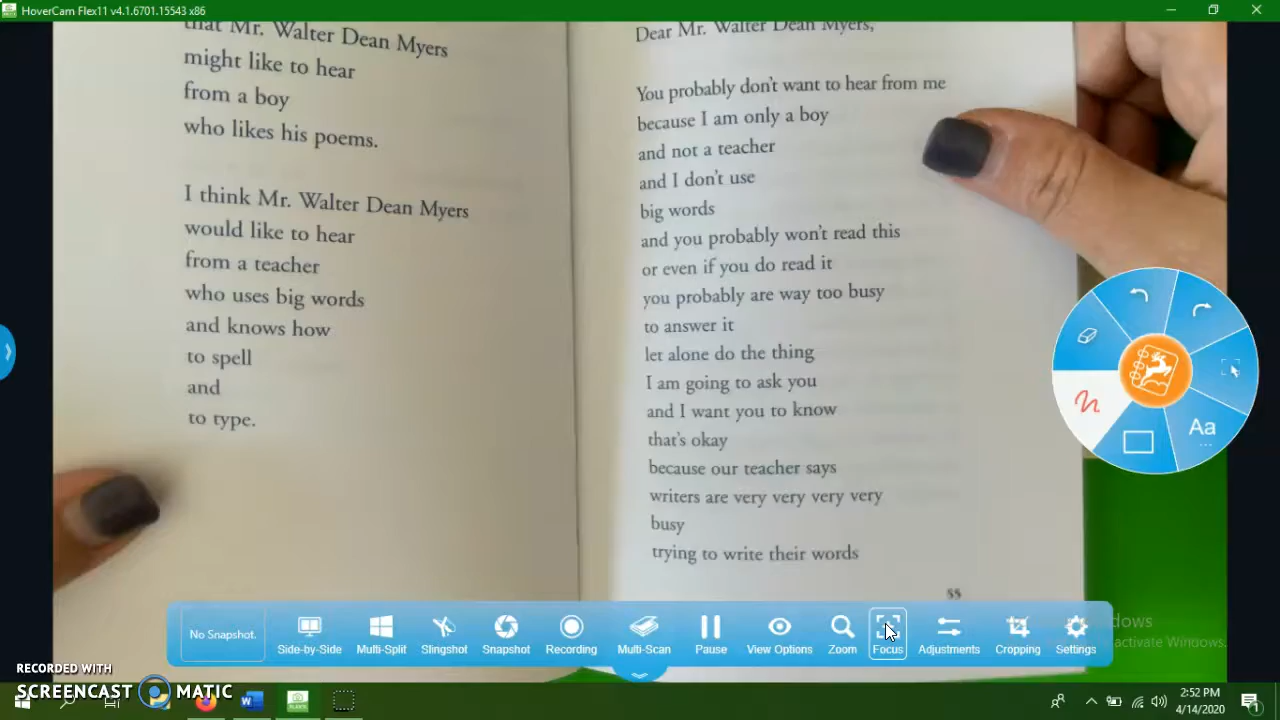 HoverCam Flex11 v4.1.6701.15543 x86
that Mr. Walter Dean Myers
might like to hear
from a boy
who likes his poems.
I think Mr. Walter Dean Myers
would like to hear
from a teacher
who uses big words
and knows how
to spell
and
to type.
Dear Mr. Walter Dean Myers,
You probably don't want to hear from me
because I am only a boy
and not a teacher
and I don't use
big words
and you probably won't read this
or even if you do read it
you probably are way too busy
to answer it
let alone do the thing
I am going to ask you
and I want you to know
that's okay
because our teacher says
writers are very very very very
busy
trying to write their words
55
Aa
No Snapshot.
Side-by-Side
Multi-Split
Slingshot
Snapshot
Recording
Multi-Scan
Pause
View Options
Zoom
Focus
Adjustments
Cropping
Settings
RECORDED WITH
SCREENCAST MATIC
2:52 PM
4/14/2020